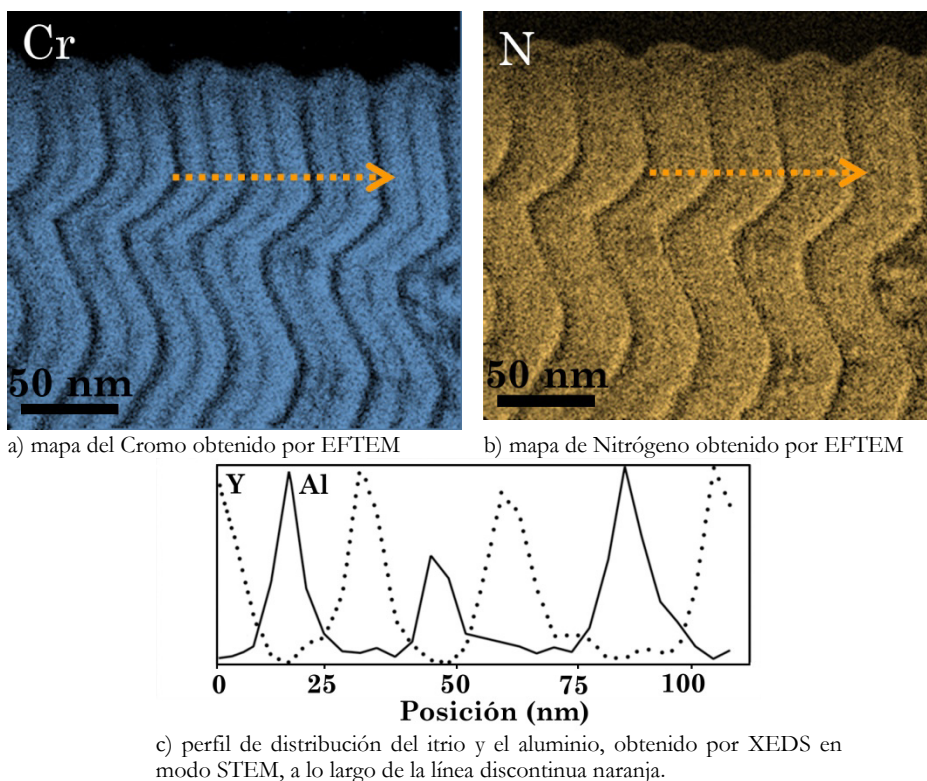 Cr
N
50 nm
50 nm
a) mapa del Cromo obtenido por EFTEM
b) mapa de Nitrógeno obtenido por EFTEM
Y
Al
0 25 50 75 100
Posición (nm)
c) perfil de distribución del itrio y el aluminio, obtenido por XEDS en
modo STEM, a lo largo de la línea discontinua naranja.